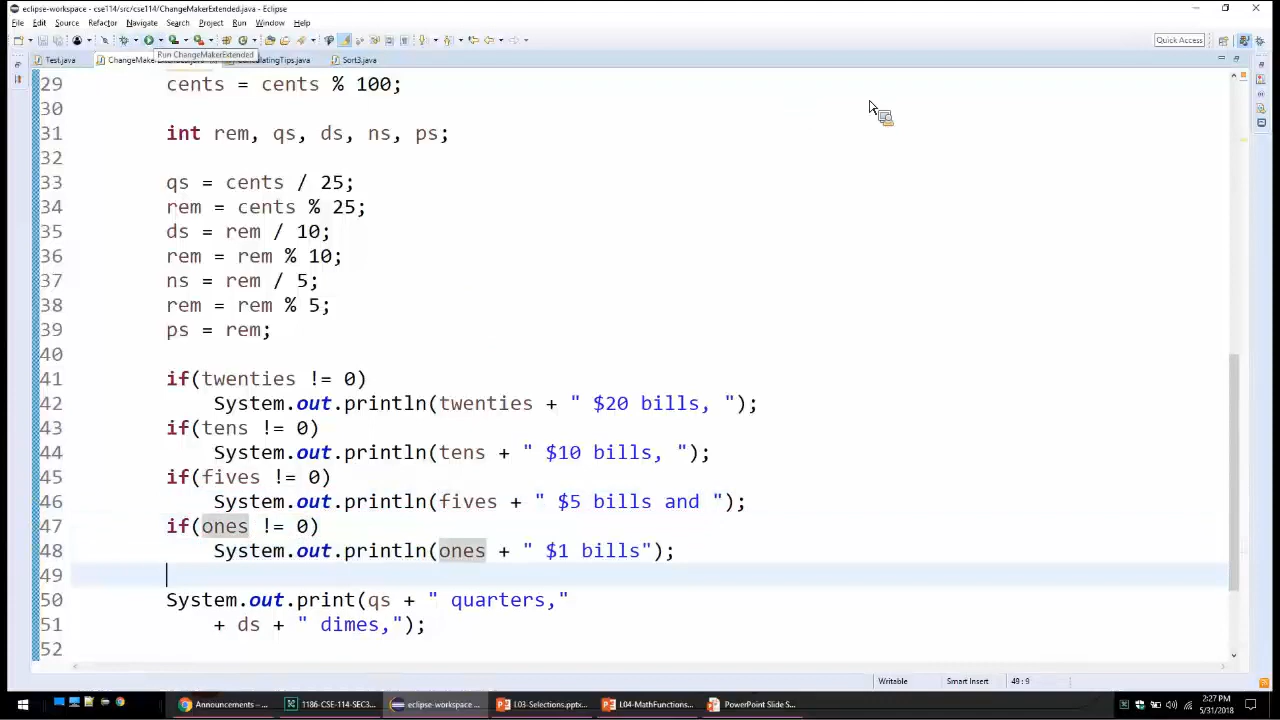 eclipse-workspace - cse114/src/cse114/ChangeMakerExtended.java - Eclipse
File Edit Source Refactor Navigate Search Project Run Window Help
Quick Access
Run ChangeMakerExtended
Test.java ChangeMakerExtended.java CalculatingTips.java Sort3.java
29 cents = cents % 100;
30
31 int rem, qs, ds, ns, ps;
32
33 qs = cents / 25;
34 rem = cents % 25;
35 ds = rem / 10;
36 rem = rem % 10;
37 ns = rem / 5;
38 rem = rem % 5;
39 ps = rem;
40
41 if(twenties != 0)
42 System.out.println(twenties + " $20 bills, ");
43 if(tens != 0)
44 System.out.println(tens + " $10 bills, ");
45 if(fives != 0)
46 System.out.println(fives + " $5 bills and ");
47 if(ones != 0)
48 System.out.println(ones + " $1 bills");
49
50 System.out.print(qs + " quarters,"
51 + ds + " dimes,");
52
Writable Smart Insert 49 : 9
Announcements – ... 1186-CSE-114-SEC3... eclipse-workspace ... L03-Selections.pptx... L04-MathFunctions... PowerPoint Slide S... 2:27 PM
5/31/2018